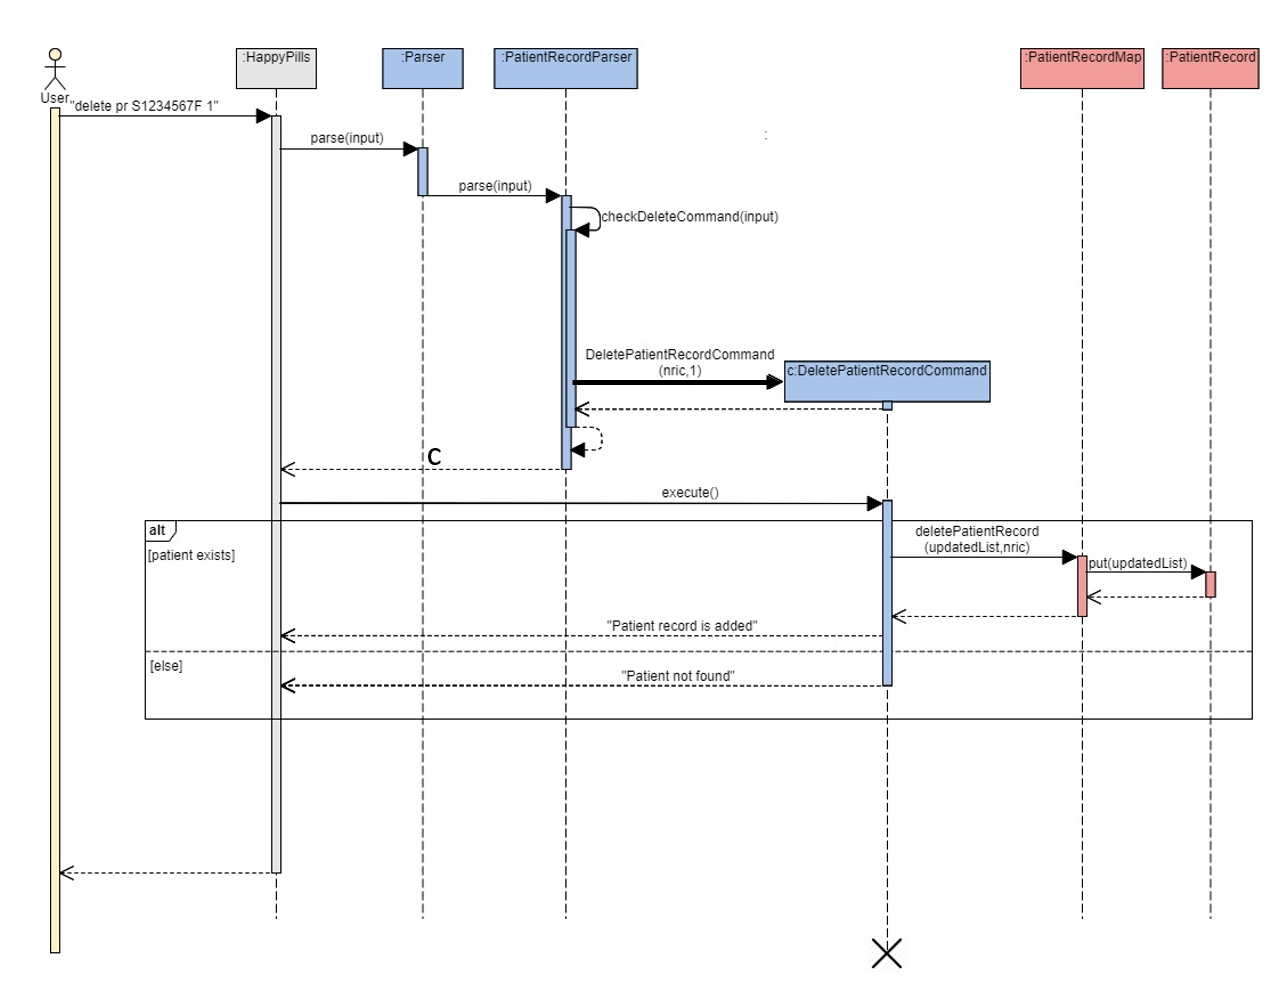 :HappyPills
:Parser
:PatientRecordParser
:PatientRecordMap
:PatientRecord
User
"delete pr S1234567F 1"
parse(input)
:
parse(input)
checkDeleteCommand(input)
DeletePatientRecordCommand
(nric,1)
c:DeletePatientRecordCommand
C
execute()
alt
[patient exists]
deletePatientRecord
(updatedList,nric)
put(updatedList)
"Patient record is added"
[else]
"Patient not found"